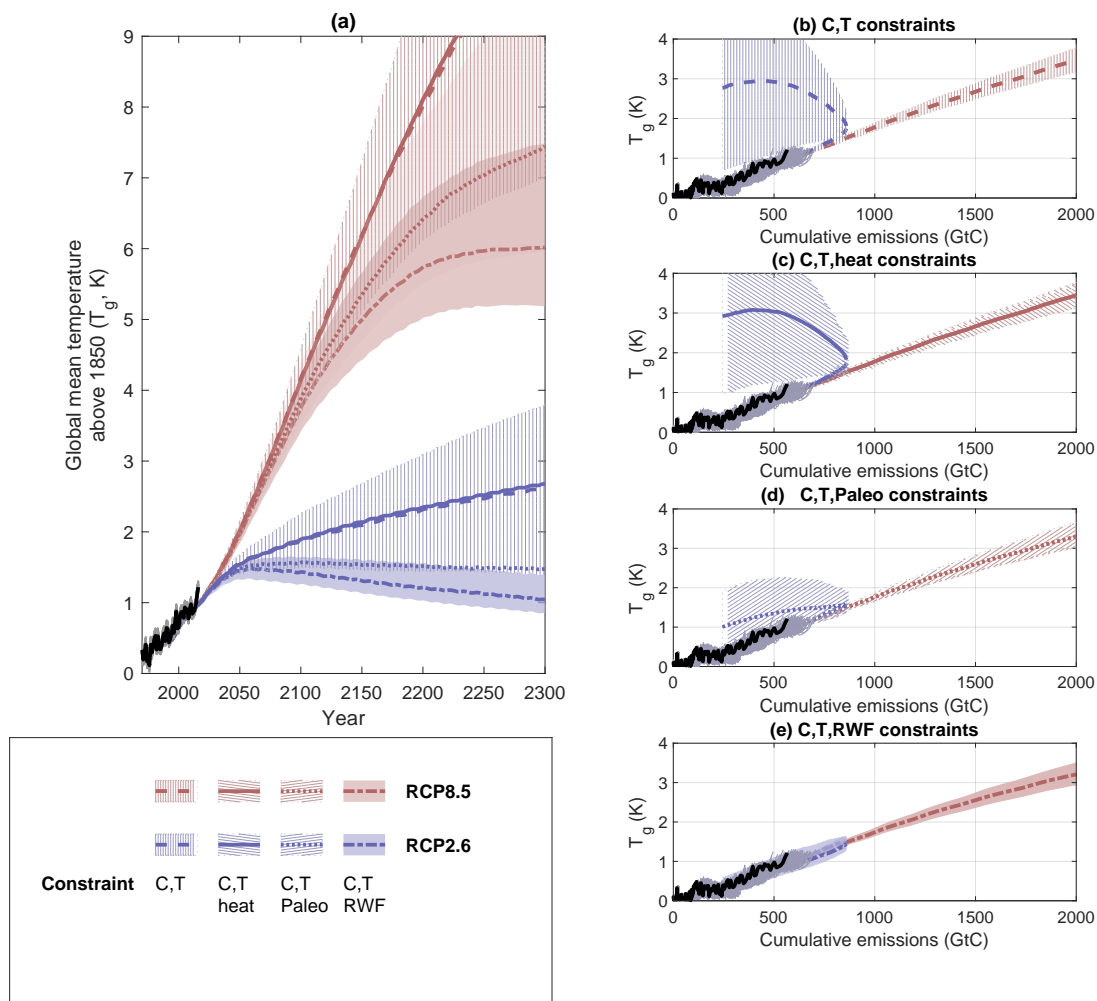 (a)
9
8
7
6
5
4
3
2
1
0
Global mean temperature
above 1850 (T_g, K)
2000 2050 2100 2150 2200 2250 2300
Year
(b) C,T constraints
4
3
2
1
0
T_g (K)
0 500 1000 1500 2000
Cumulative emissions (GtC)
(c) C,T,heat constraints
4
3
2
1
0
T_g (K)
0 500 1000 1500 2000
Cumulative emissions (GtC)
(d) C,T,Paleo constraints
4
3
2
1
0
T_g (K)
0 500 1000 1500 2000
Cumulative emissions (GtC)
(e) C,T,RWF constraints
4
3
2
1
0
T_g (K)
0 500 1000 1500 2000
Cumulative emissions (GtC)
RCP8.5
RCP2.6
Constraint C,T C,T C,T C,T
heat Paleo RWF